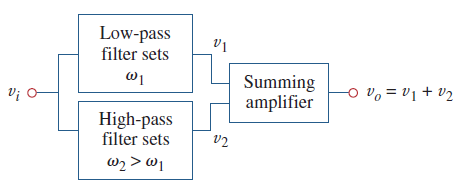 Low-pass
filter sets
ω1
v1
vi
Summing
amplifier
vo = v1 + v2
High-pass
filter sets
ω2 > ω1
v2